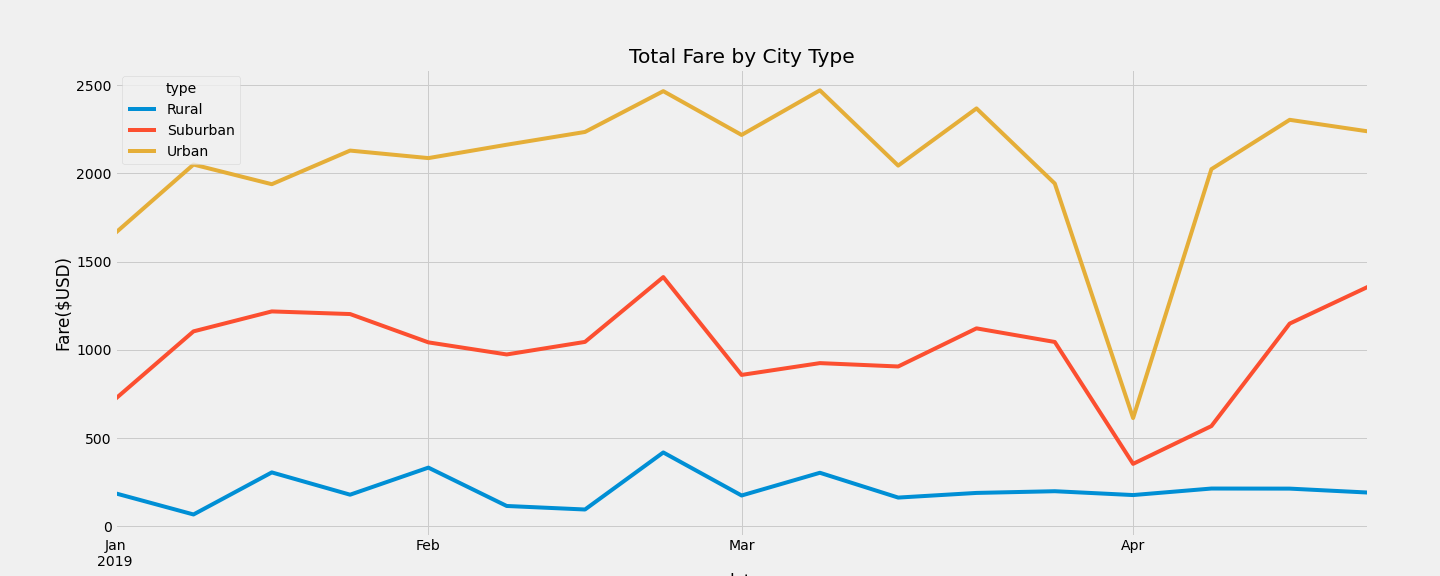 Total Fare by City Type
type
Rural
Suburban
Urban
Fare($USD)
2500
2000
1500
1000
500
0
Jan
2019
Feb
Mar
Apr